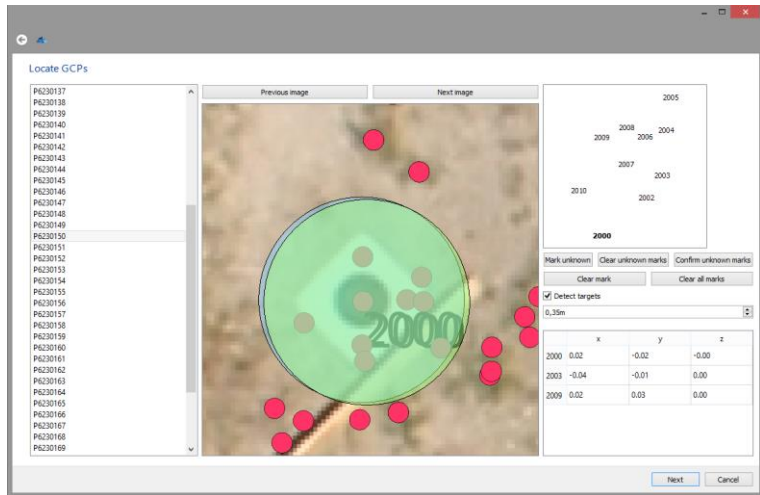 Locate GCPs
P6230137
P6230138
P6230139
P6230140
P6230141
P6230142
P6230143
P6230144
P6230145
P6230146
P6230147
P6230148
P6230149
P6230150
P6230151
P6230152
P6230153
P6230154
P6230155
P6230156
P6230157
P6230158
P6230159
P6230160
P6230161
P6230162
P6230163
P6230164
P6230165
P6230166
P6230167
P6230168
P6230169
Previous image Next image
2000
2005
2008 2004
2009 2006
2007
2003
2010
2002
2000
Mark unknown Clear unknown marks Confirm unknown marks
Clear mark Clear all marks
Detect targets
0,35m
x y z
2000 0.02 -0.02 -0.00
2003 -0.04 -0.01 0.00
2009 0.02 0.03 0.00
Next Cancel